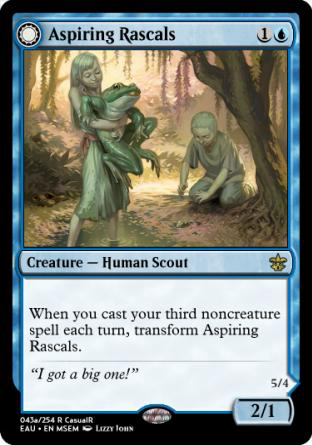 Aspiring Rascals 1
Creature — Human Scout
When you cast your third noncreature
spell each turn, transform Aspiring
Rascals.
“I got a big one!”
5/4
2/1
043a/254 R CasualR
EAU • EN MSEM Lizzy John